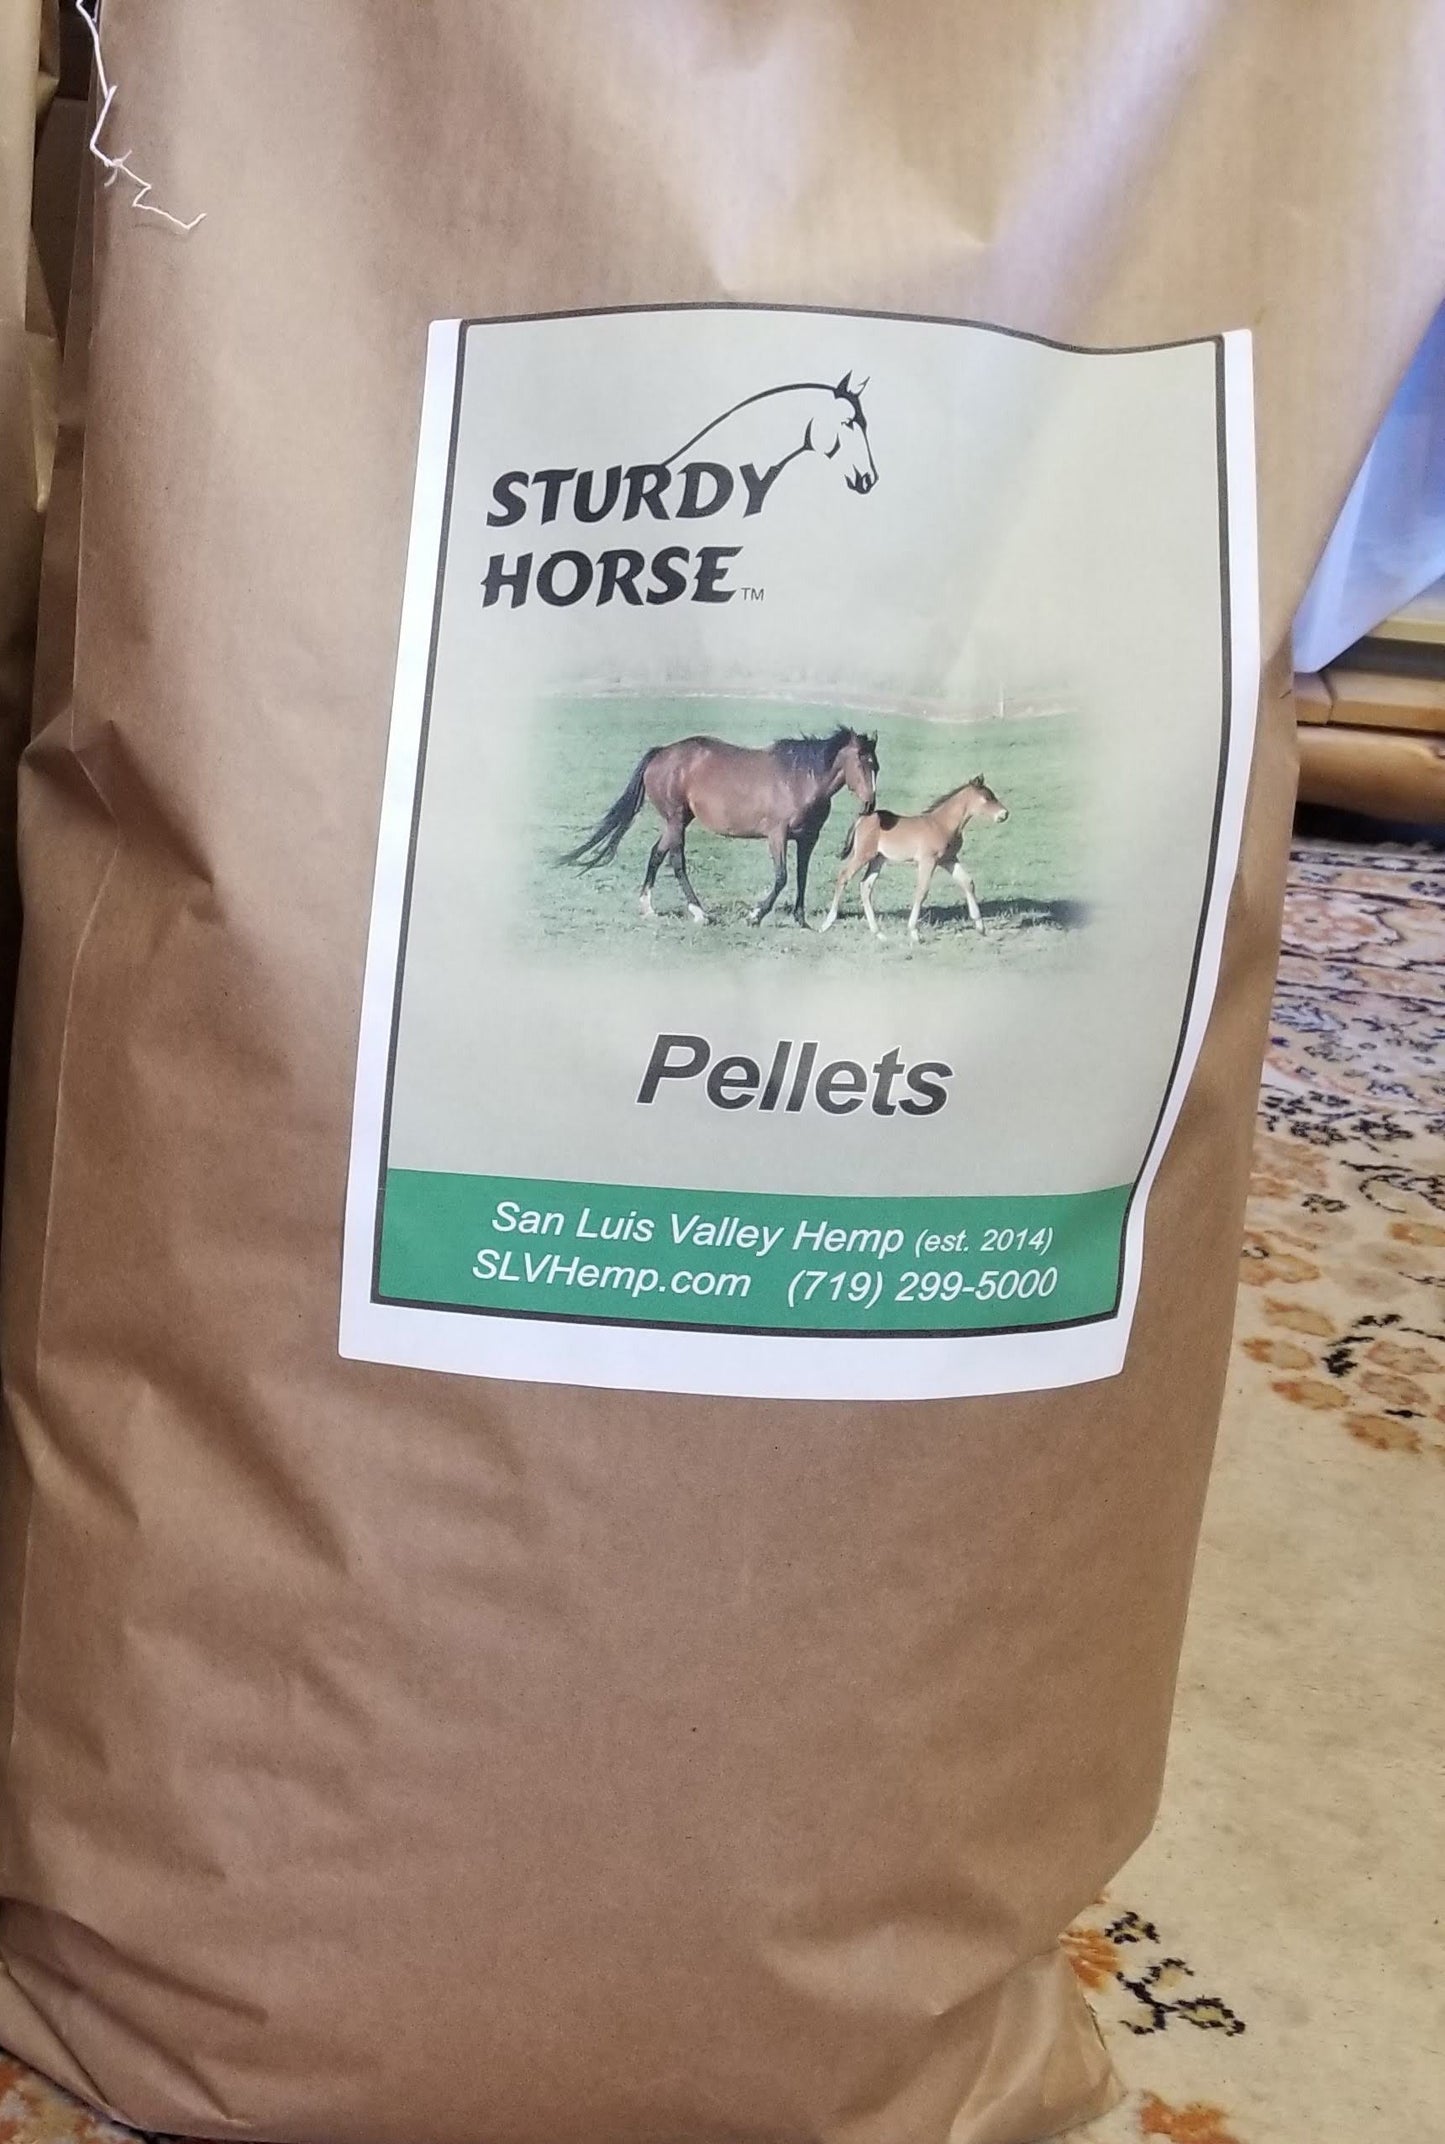 STURDY
HORSE™
Pellets
San Luis Valley Hemp (est. 2014)
SLVHemp.com (719) 299-5000